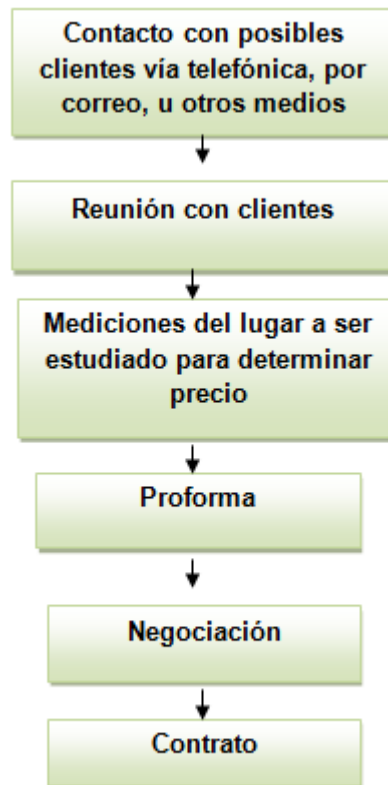 Contacto con posibles
clientes vía telefónica, por
correo, u otros medios
Reunión con clientes
Mediciones del lugar a ser
estudiado para determinar
precio
Proforma
Negociación
Contrato